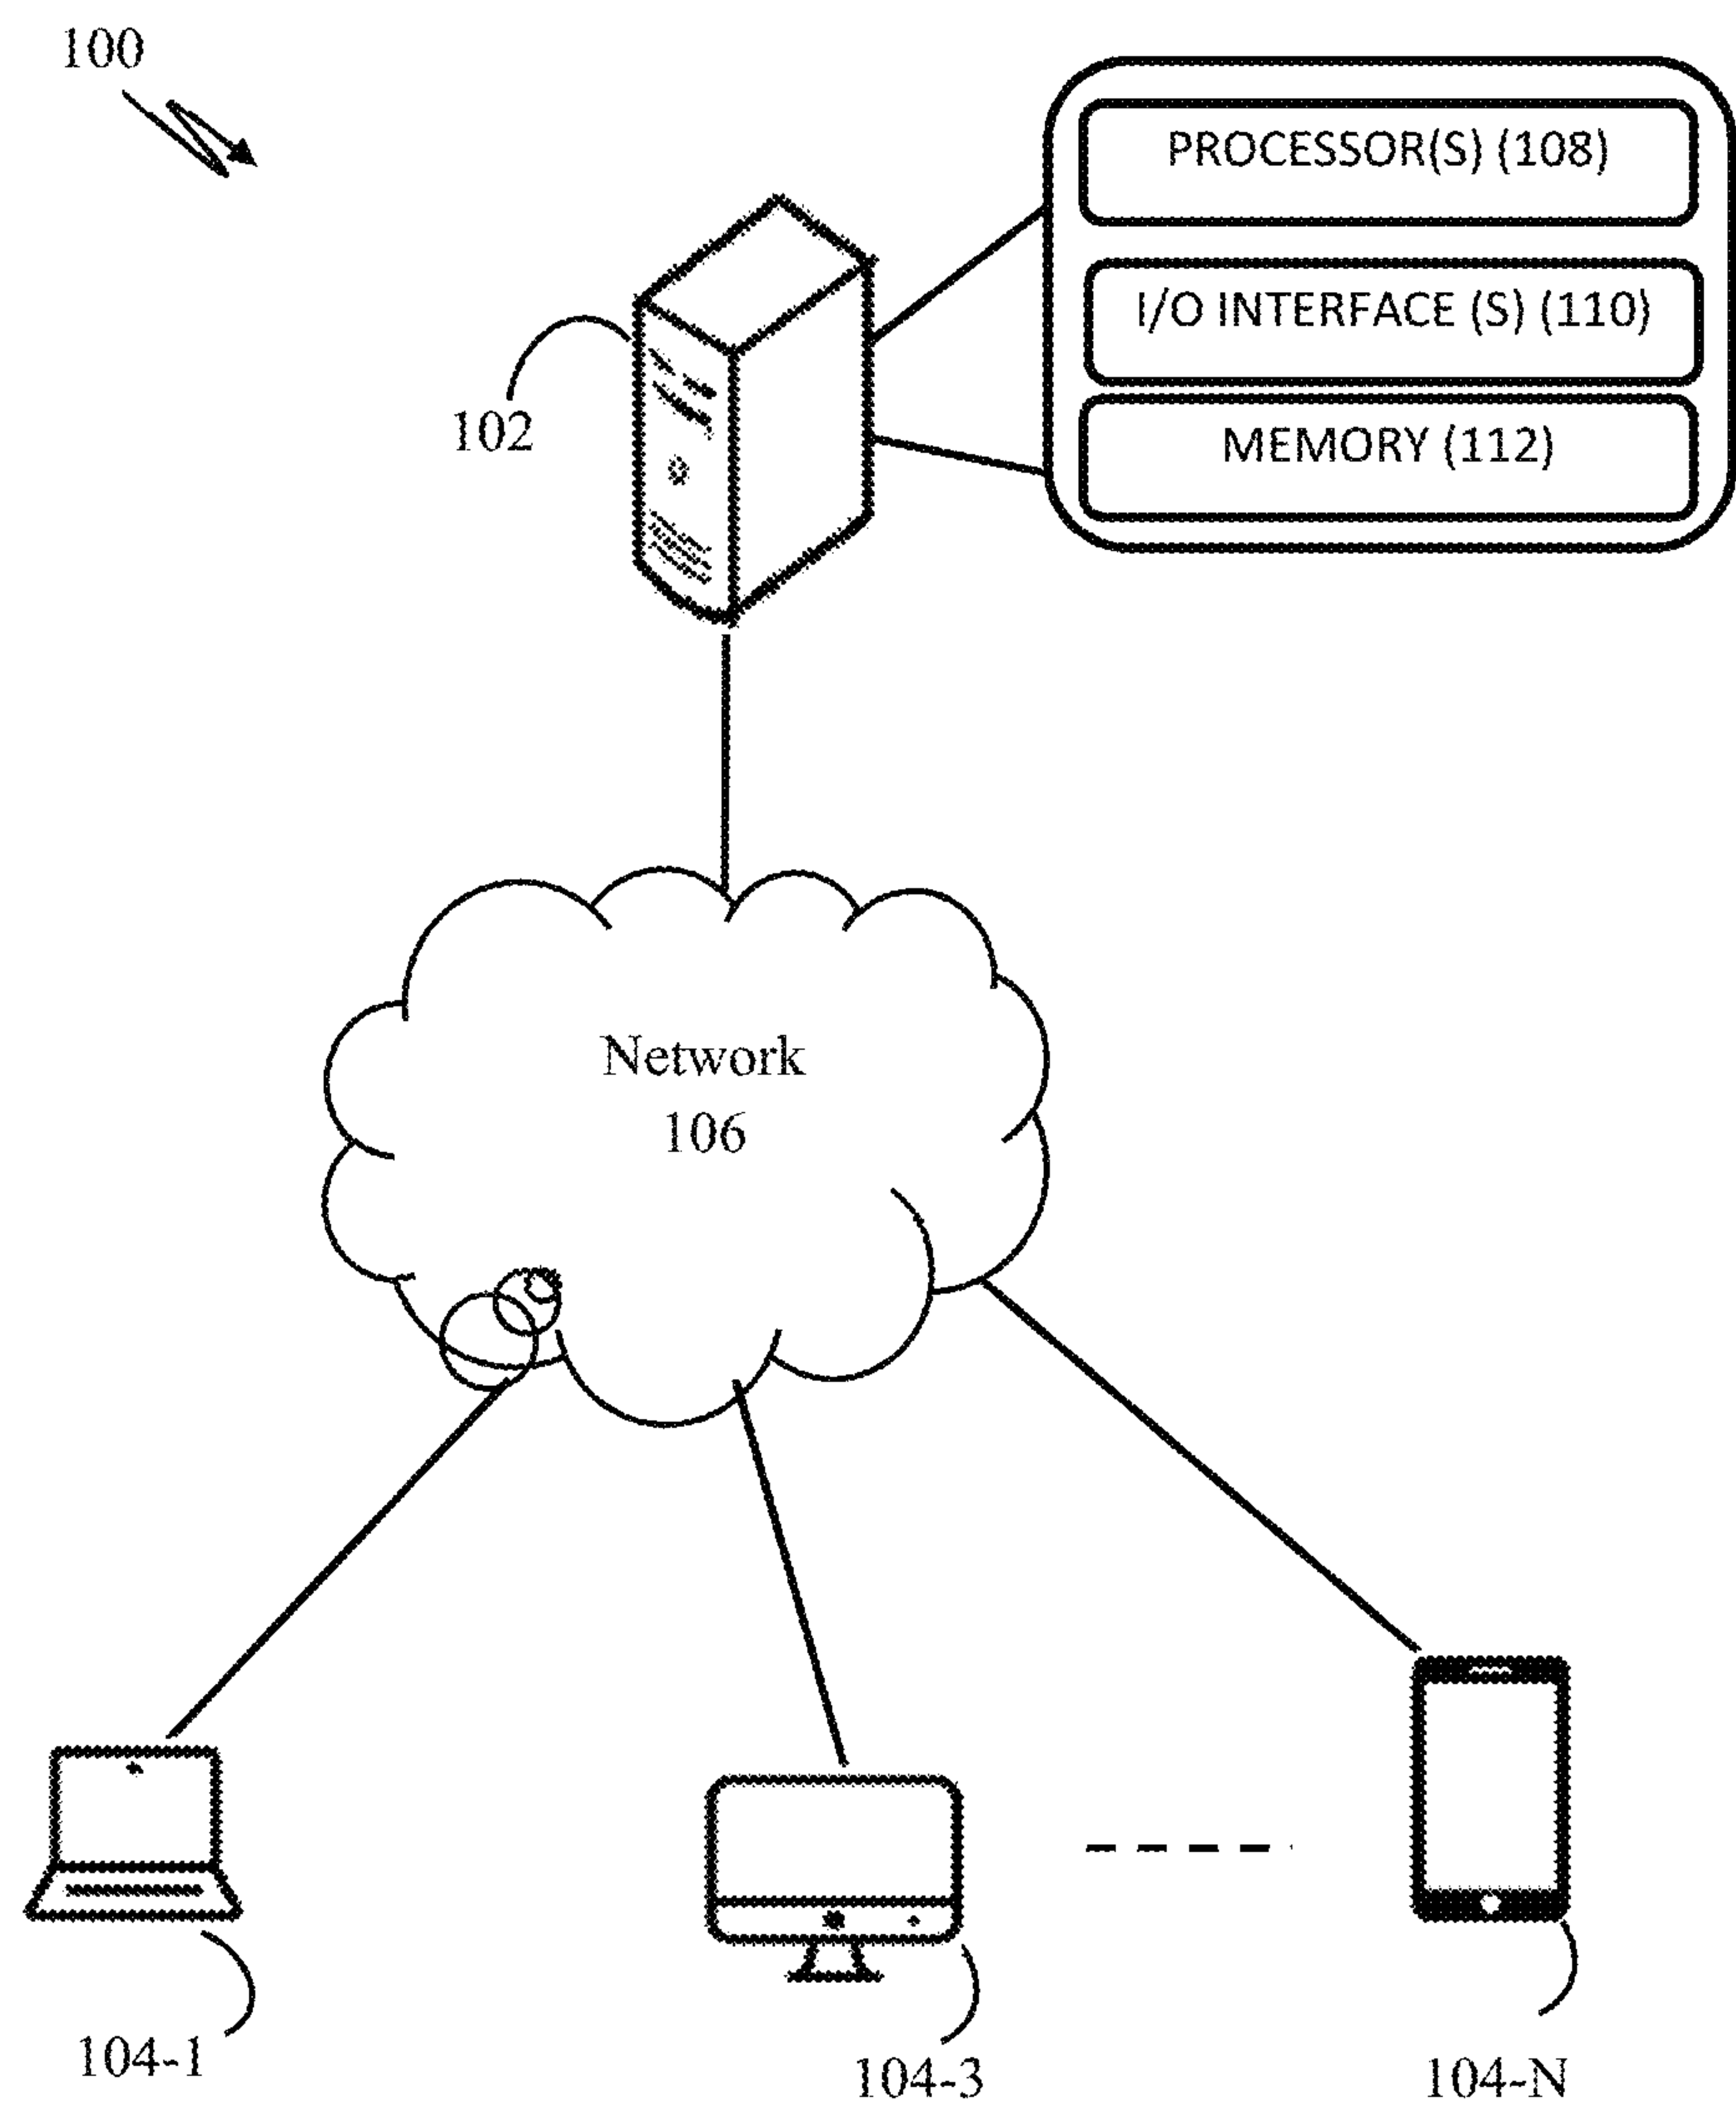 100
PROCESSOR(S) (108)
I/O INTERFACE (S) (110)
102
MEMORY (112)
Network
106
104-1
104-3
104-N